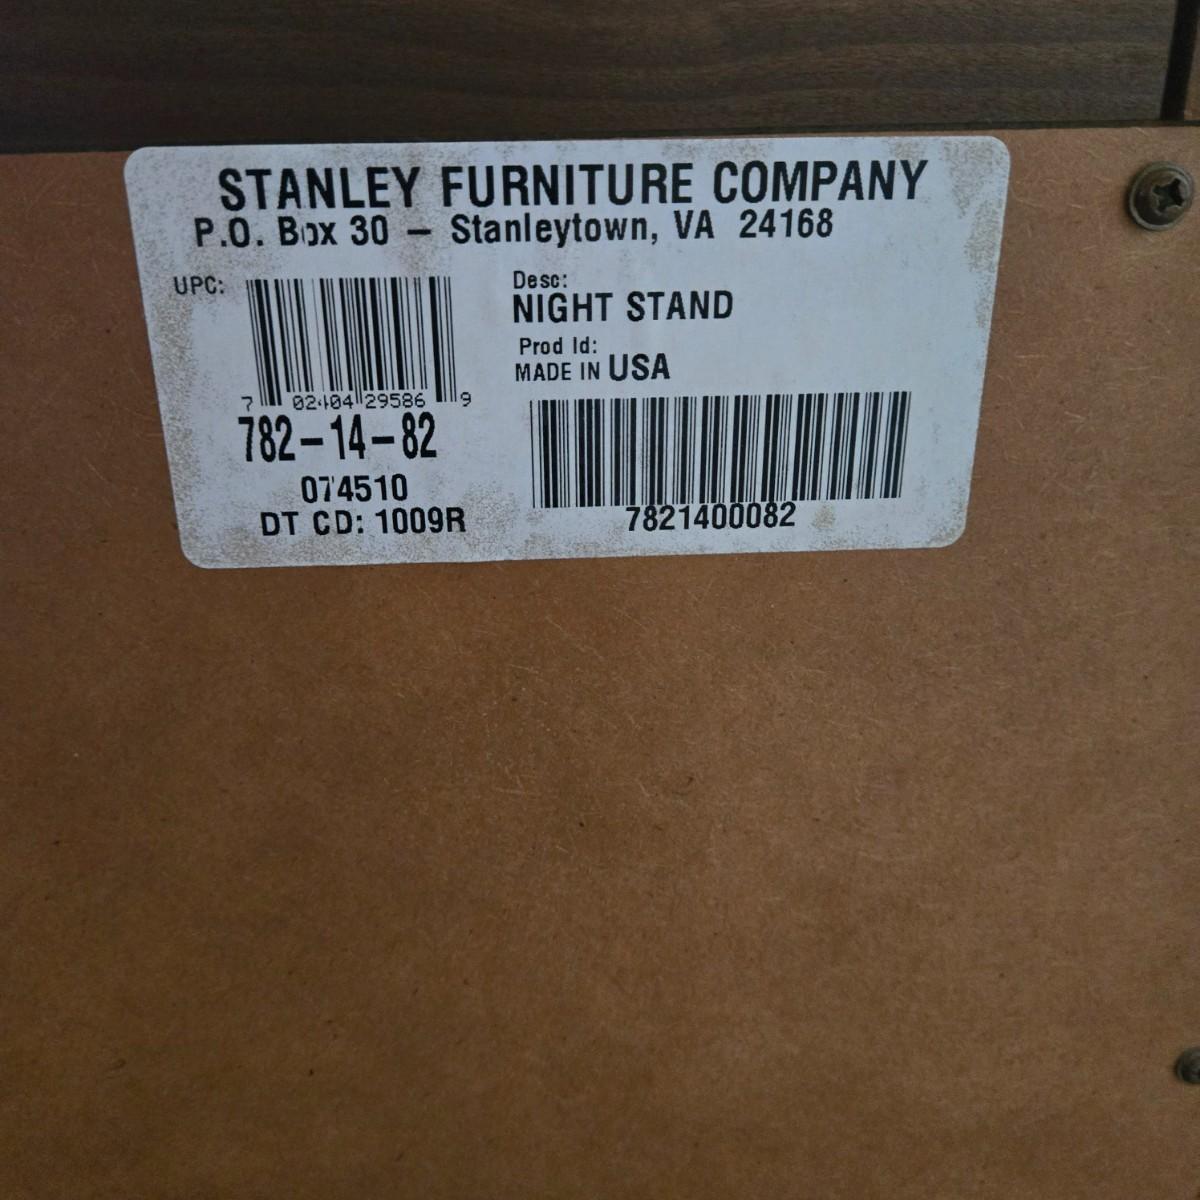 STANLEY FURNITURE COMPANY
P.O. Box 30 – Stanleytown, VA 24168
UPC:
7 02404 29586 9
782-14-82
074510
DT CD: 1009R
Desc:
NIGHT STAND
Prod Id:
MADE IN USA
7821400082